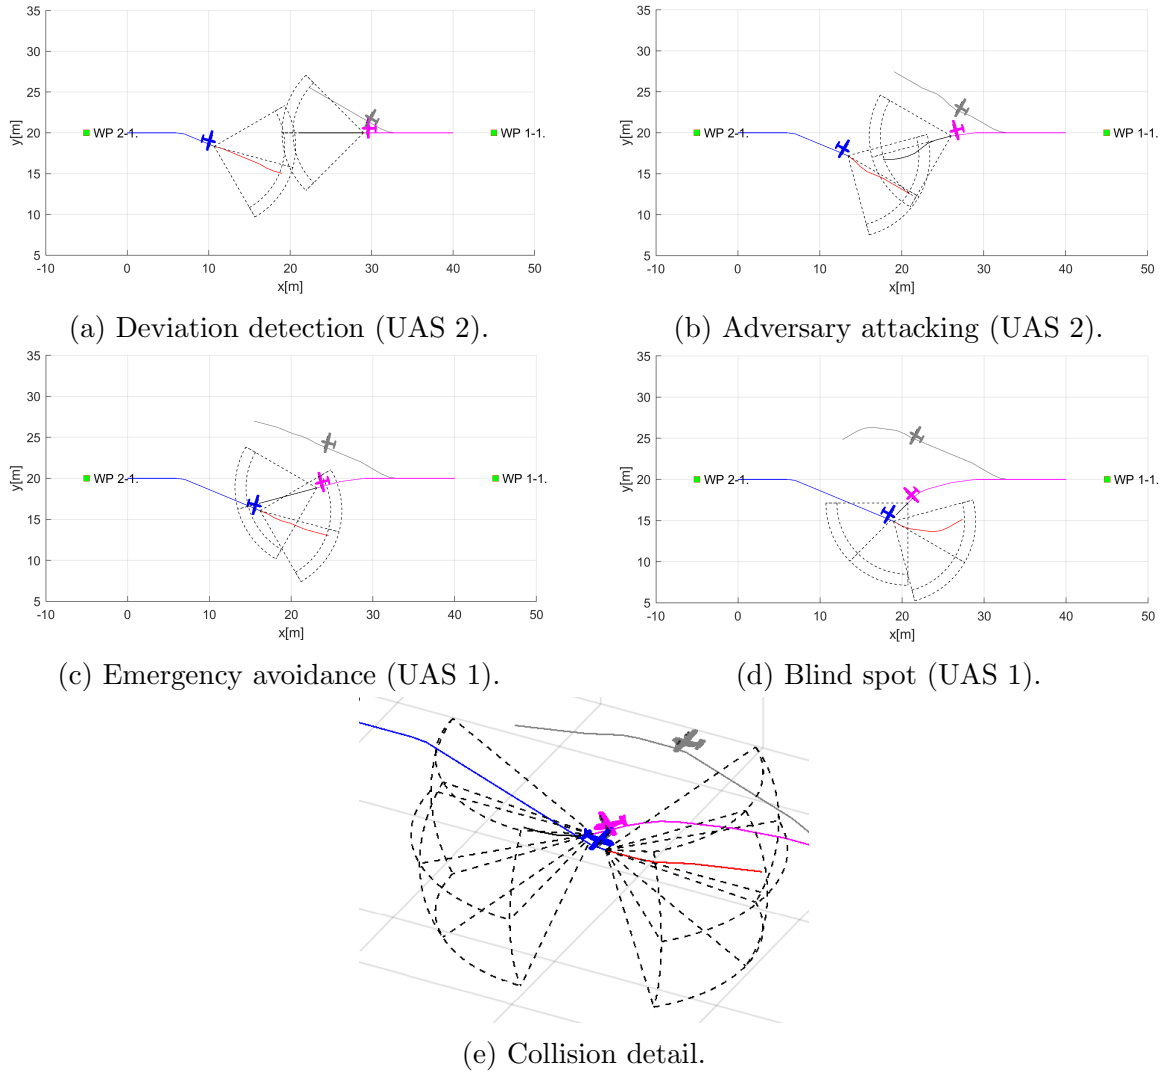 35
30
25
20
15
10
5
y[m]
WP 2-1.
WP 1-1.
-10 0 10 20 30 40 50
x[m]
(a) Deviation detection (UAS 2).
35
30
25
20
15
10
5
y[m]
WP 2-1.
WP 1-1.
-10 0 10 20 30 40 50
x[m]
(b) Adversary attacking (UAS 2).
35
30
25
20
15
10
5
y[m]
WP 2-1.
WP 1-1.
-10 0 10 20 30 40 50
x[m]
(c) Emergency avoidance (UAS 1).
35
30
25
20
15
10
5
y[m]
WP 2-1.
WP 1-1.
-10 0 10 20 30 40 50
x[m]
(d) Blind spot (UAS 1).
(e) Collision detail.